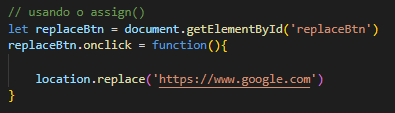 // usando o assign()
let replaceBtn = document.getElementById('replaceBtn')
replaceBtn.onclick = function(){
location.replace('https://www.google.com')
}